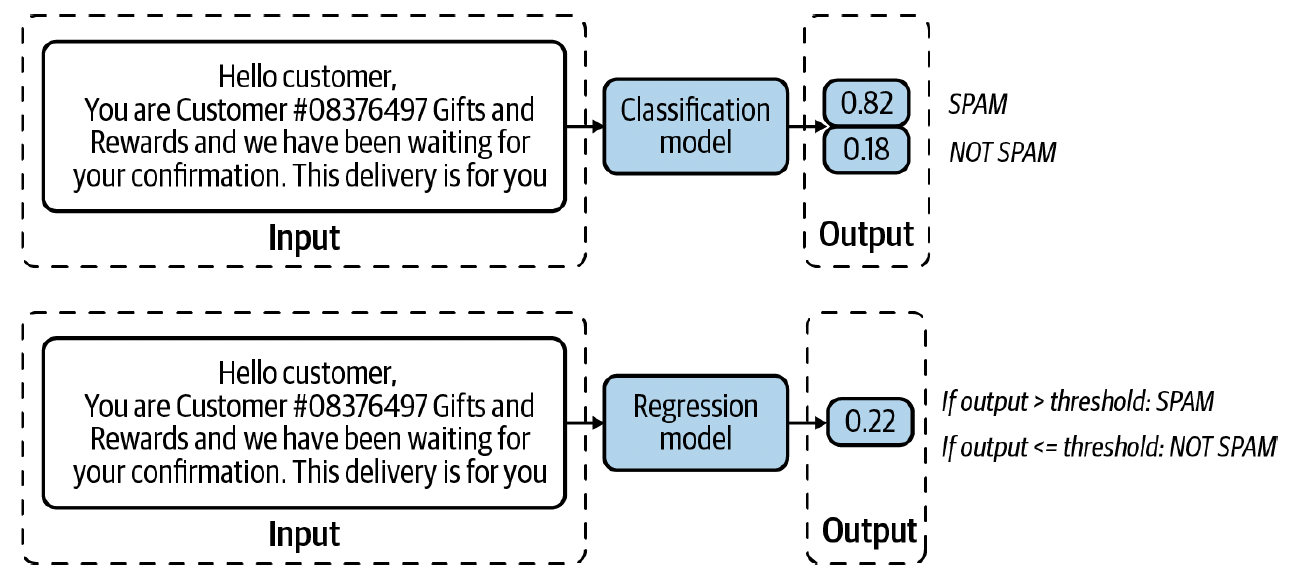 Hello customer,
You are Customer #08376497 Gifts and
Rewards and we have been waiting for
your confirmation. This delivery is for you
Input
Classification
model
0.82
SPAM
0.18
NOT SPAM
Output
Hello customer,
You are Customer #08376497 Gifts and
Rewards and we have been waiting for
your confirmation. This delivery is for you
Input
Regression
model
0.22
If output > threshold: SPAM
If output <= threshold: NOT SPAM
Output